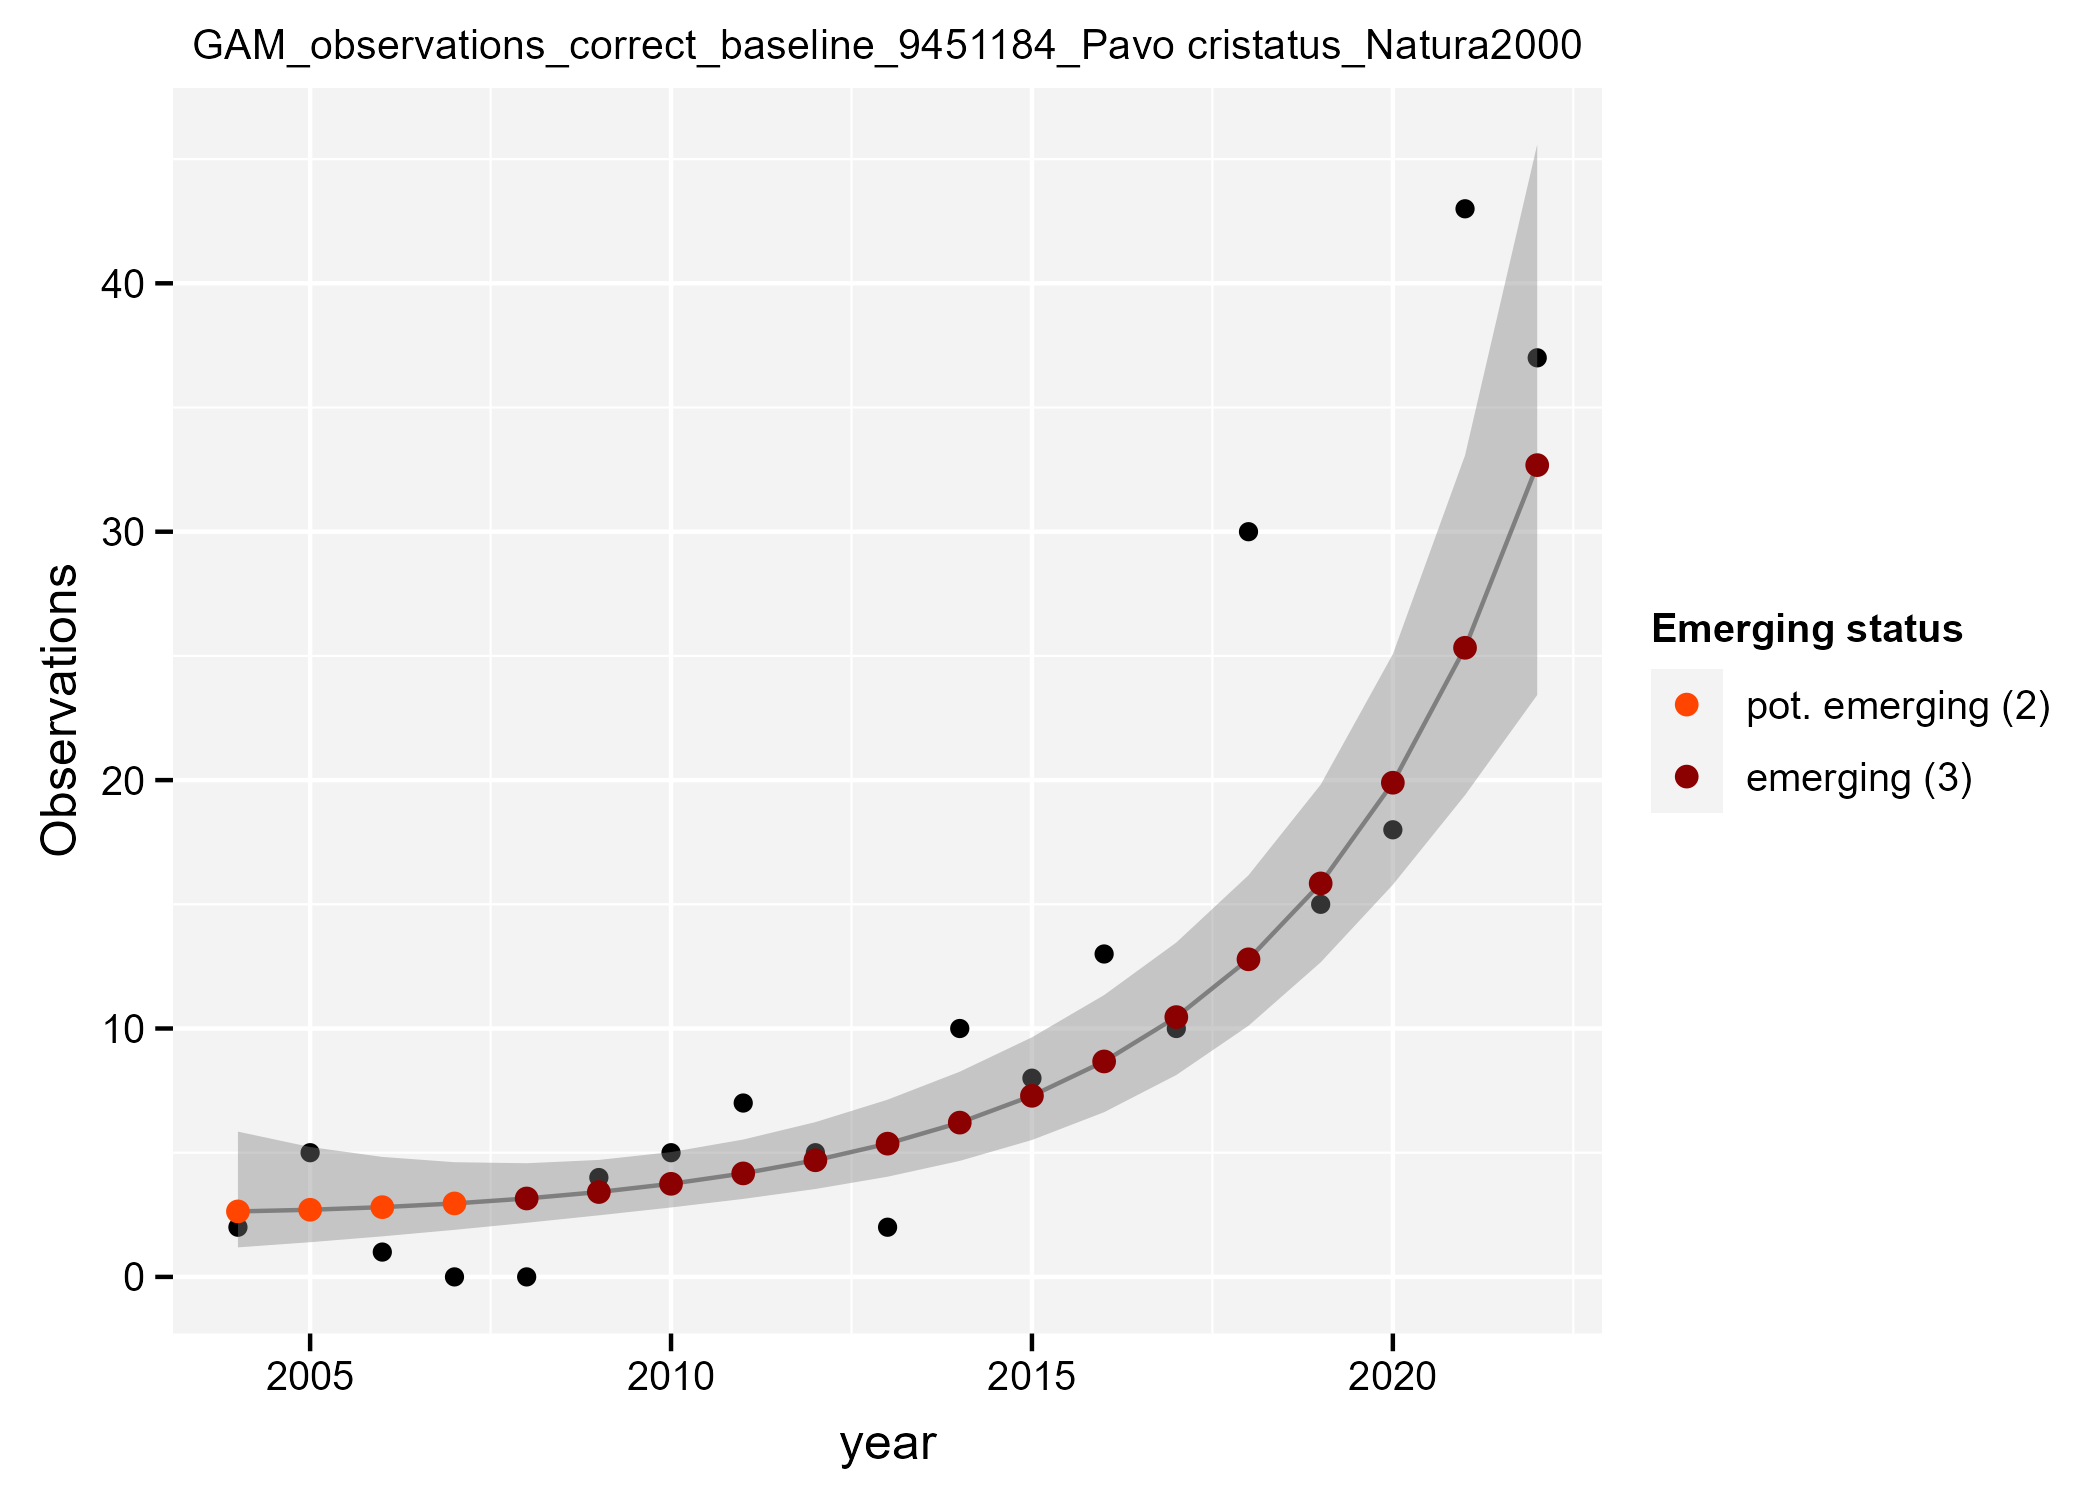 GAM_observations_correct_baseline_9451184_Pavo cristatus_Natura2000
Observations
40
30
20
10
0
2005
2010
2015
2020
year
Emerging status
pot. emerging (2)
emerging (3)